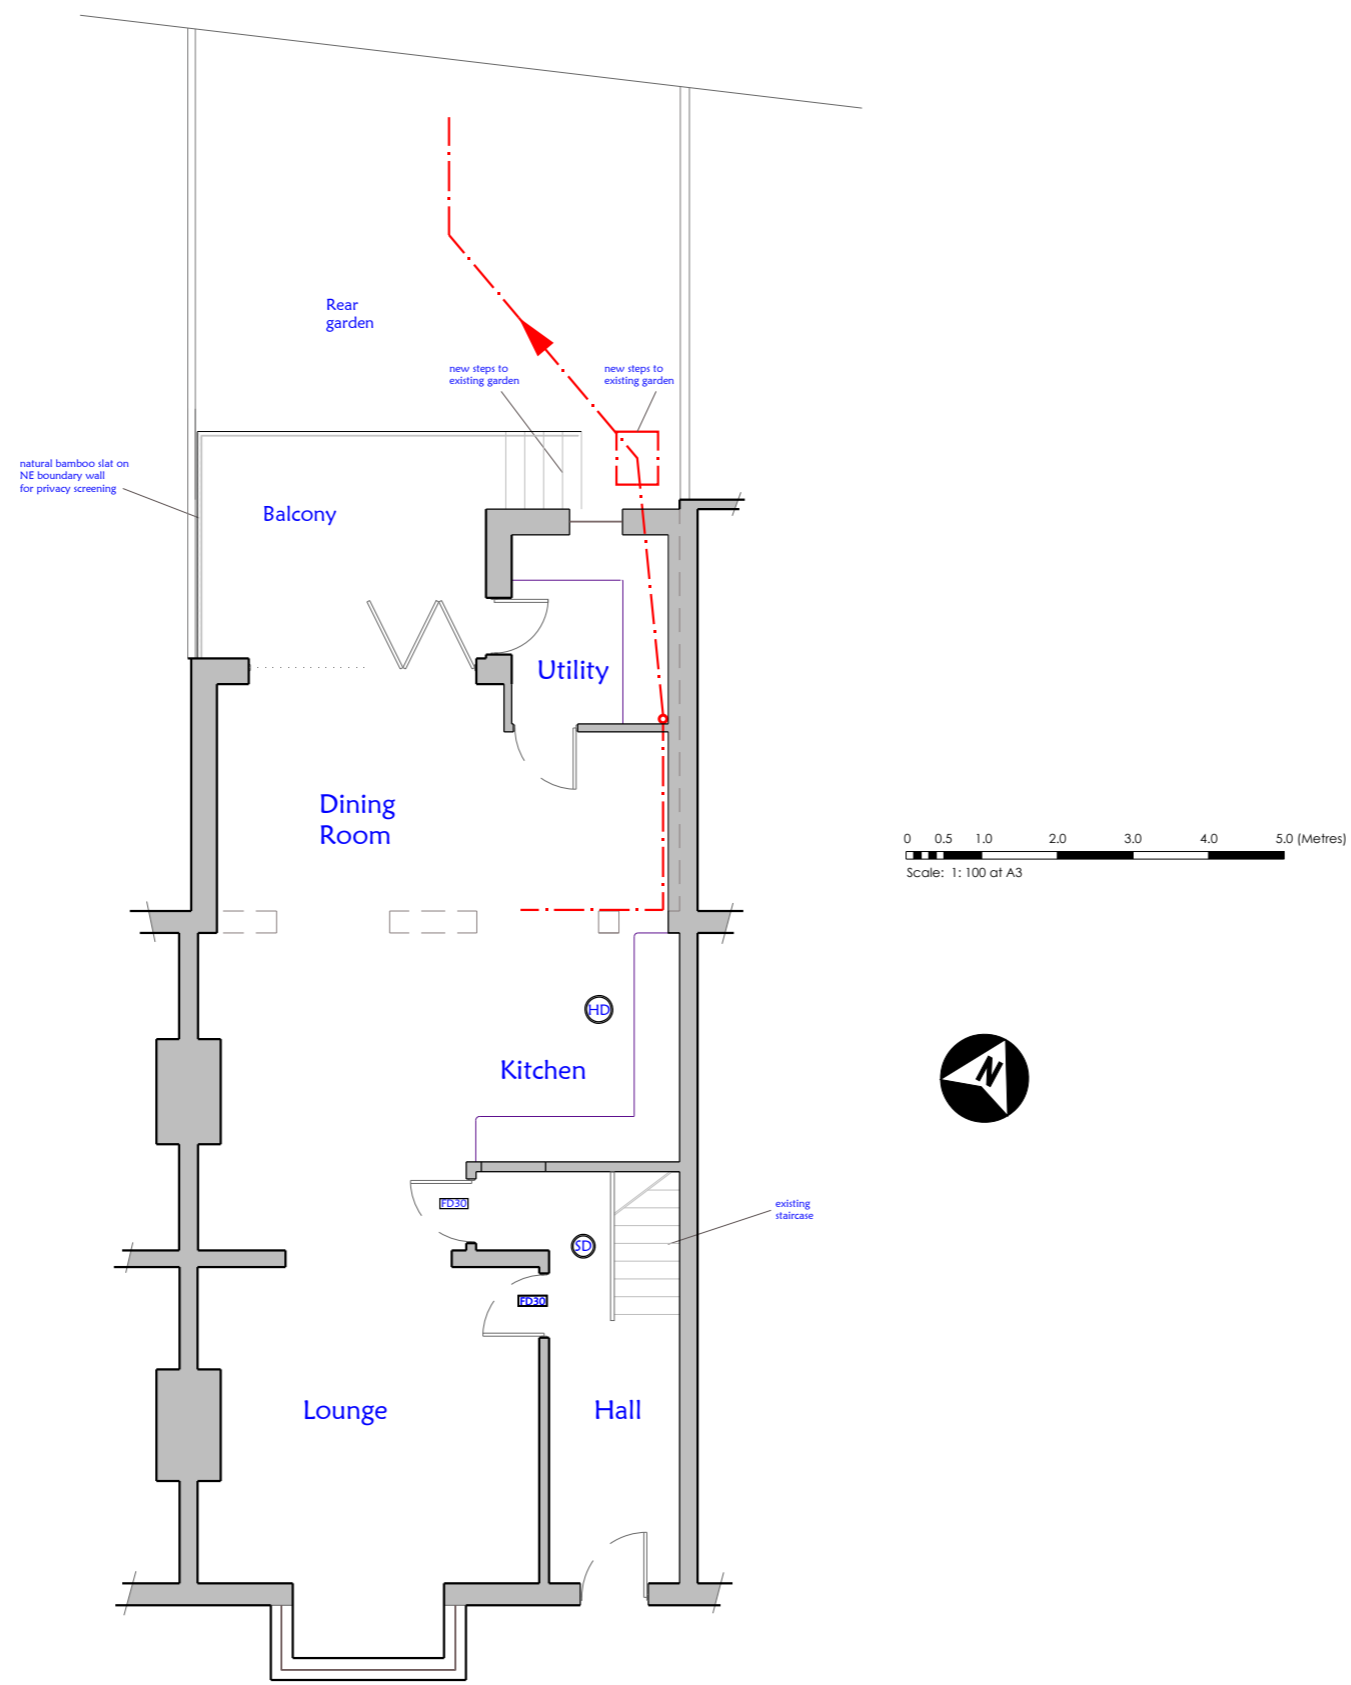 Rear
garden
new steps to
existing garden
new steps to
existing garden
natural bamboo slat on
NE boundary wall
for privacy screening
Balcony
Utility
Dining
Room
0 0.5 1.0 2.0 3.0 4.0 5.0 (Metres)
Scale: 1: 100 at A3
HD
Kitchen
N
FD30
existing
staircase
SD
FD30
Lounge
Hall